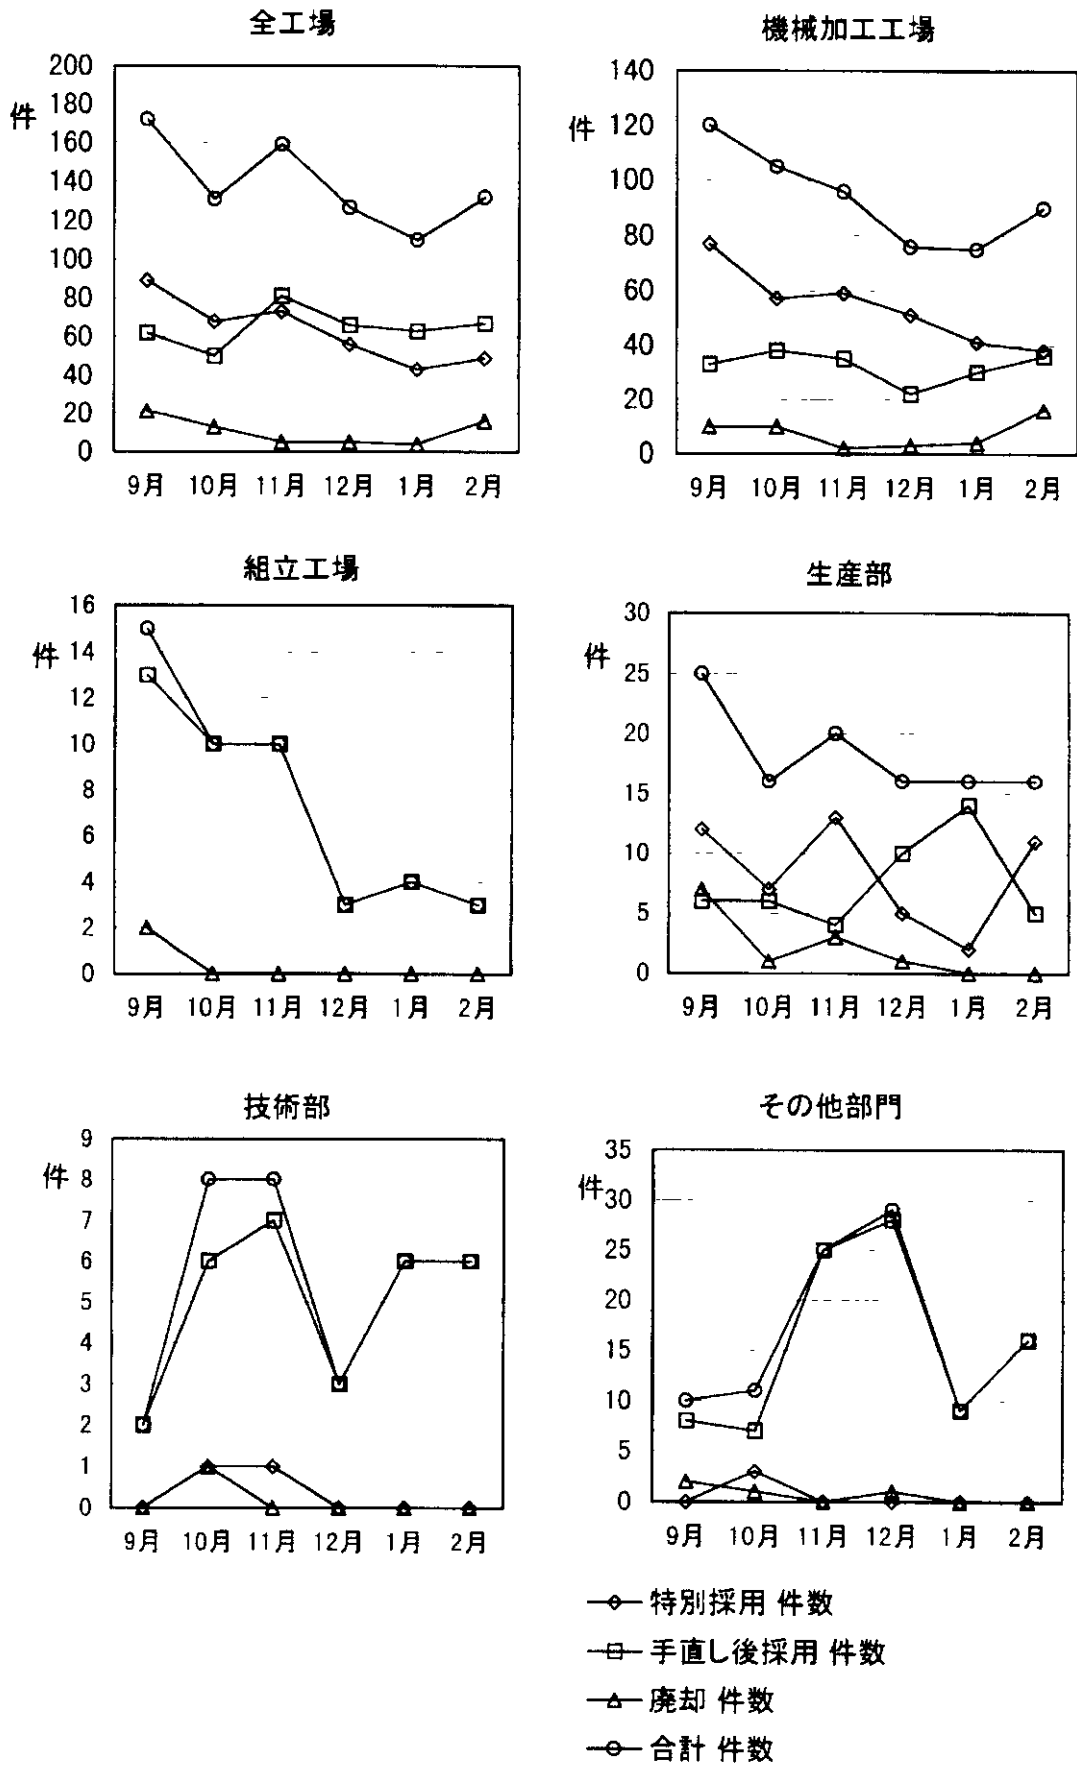 全工場
件
200
180
160
140
120
100
80
60
40
20
0
9月 10月 11月 12月 1月 2月
機械加工工場
件
140
120
100
80
60
40
20
0
9月 10月 11月 12月 1月 2月
組立工場
件
16
14
12
10
8
6
4
2
0
9月 10月 11月 12月 1月 2月
生産部
件
30
25
20
15
10
5
0
9月 10月 11月 12月 1月 2月
技術部
件
9
8
7
6
5
4
3
2
1
0
9月 10月 11月 12月 1月 2月
その他部門
件
35
30
25
20
15
10
5
0
9月 10月 11月 12月 1月 2月
特別採用 件数
手直し後採用 件数
廃却 件数
合計 件数